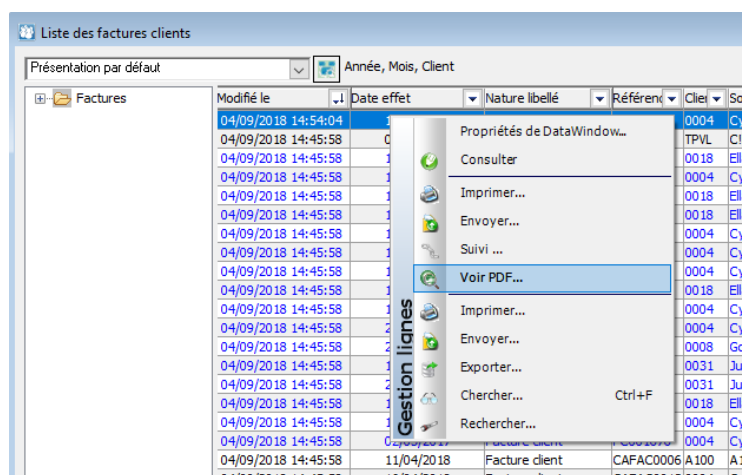 Liste des factures clients
Présentation par défaut
Année, Mois, Client
Factures
Modifié le Date effet Nature libellé Référenc Clier
04/09/2018 14:54:04 0004
04/09/2018 14:45:58 TPVL
04/09/2018 14:45:58 0018
04/09/2018 14:45:58 0004
04/09/2018 14:45:58 0018
04/09/2018 14:45:58 0018
04/09/2018 14:45:58 0004
04/09/2018 14:45:58 0004
04/09/2018 14:45:58 0004
04/09/2018 14:45:58 0018
04/09/2018 14:45:58 0004
04/09/2018 14:45:58 0004
04/09/2018 14:45:58 0008
04/09/2018 14:45:58 0031
04/09/2018 14:45:58 0031
04/09/2018 14:45:58 0018
04/09/2018 14:45:58 0004
04/09/2018 14:45:58 0004
04/09/2018 14:45:58 11/04/2018 Facture client CAFAC0006 A100
Gestion lignes
Propriétés de DataWindow...
Consulter
Imprimer...
Envoyer...
Suivi ...
Voir PDF...
Imprimer...
Envoyer...
Exporter...
Chercher... Ctrl+F
Rechercher...